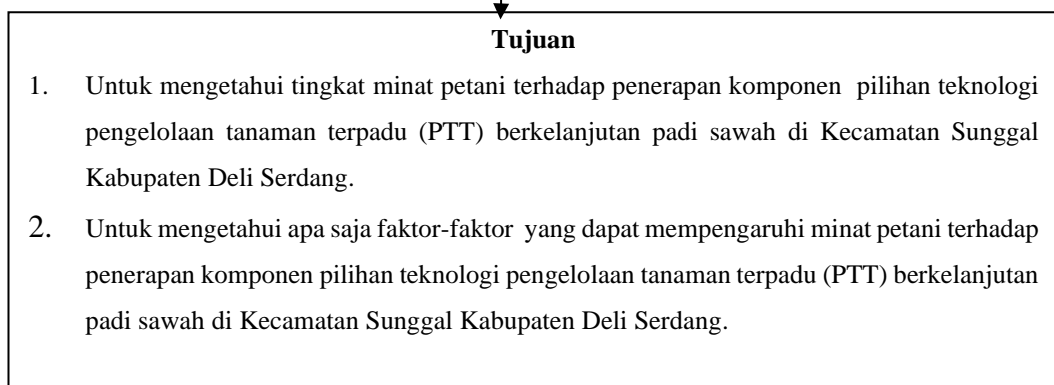 Tujuan
1. Untuk mengetahui tingkat minat petani terhadap penerapan komponen pilihan teknologi
pengelolaan tanaman terpadu (PTT) berkelanjutan padi sawah di Kecamatan Sunggal
Kabupaten Deli Serdang.
2. Untuk mengetahui apa saja faktor-faktor yang dapat mempengaruhi minat petani terhadap
penerapan komponen pilihan teknologi pengelolaan tanaman terpadu (PTT) berkelanjutan
padi sawah di Kecamatan Sunggal Kabupaten Deli Serdang.